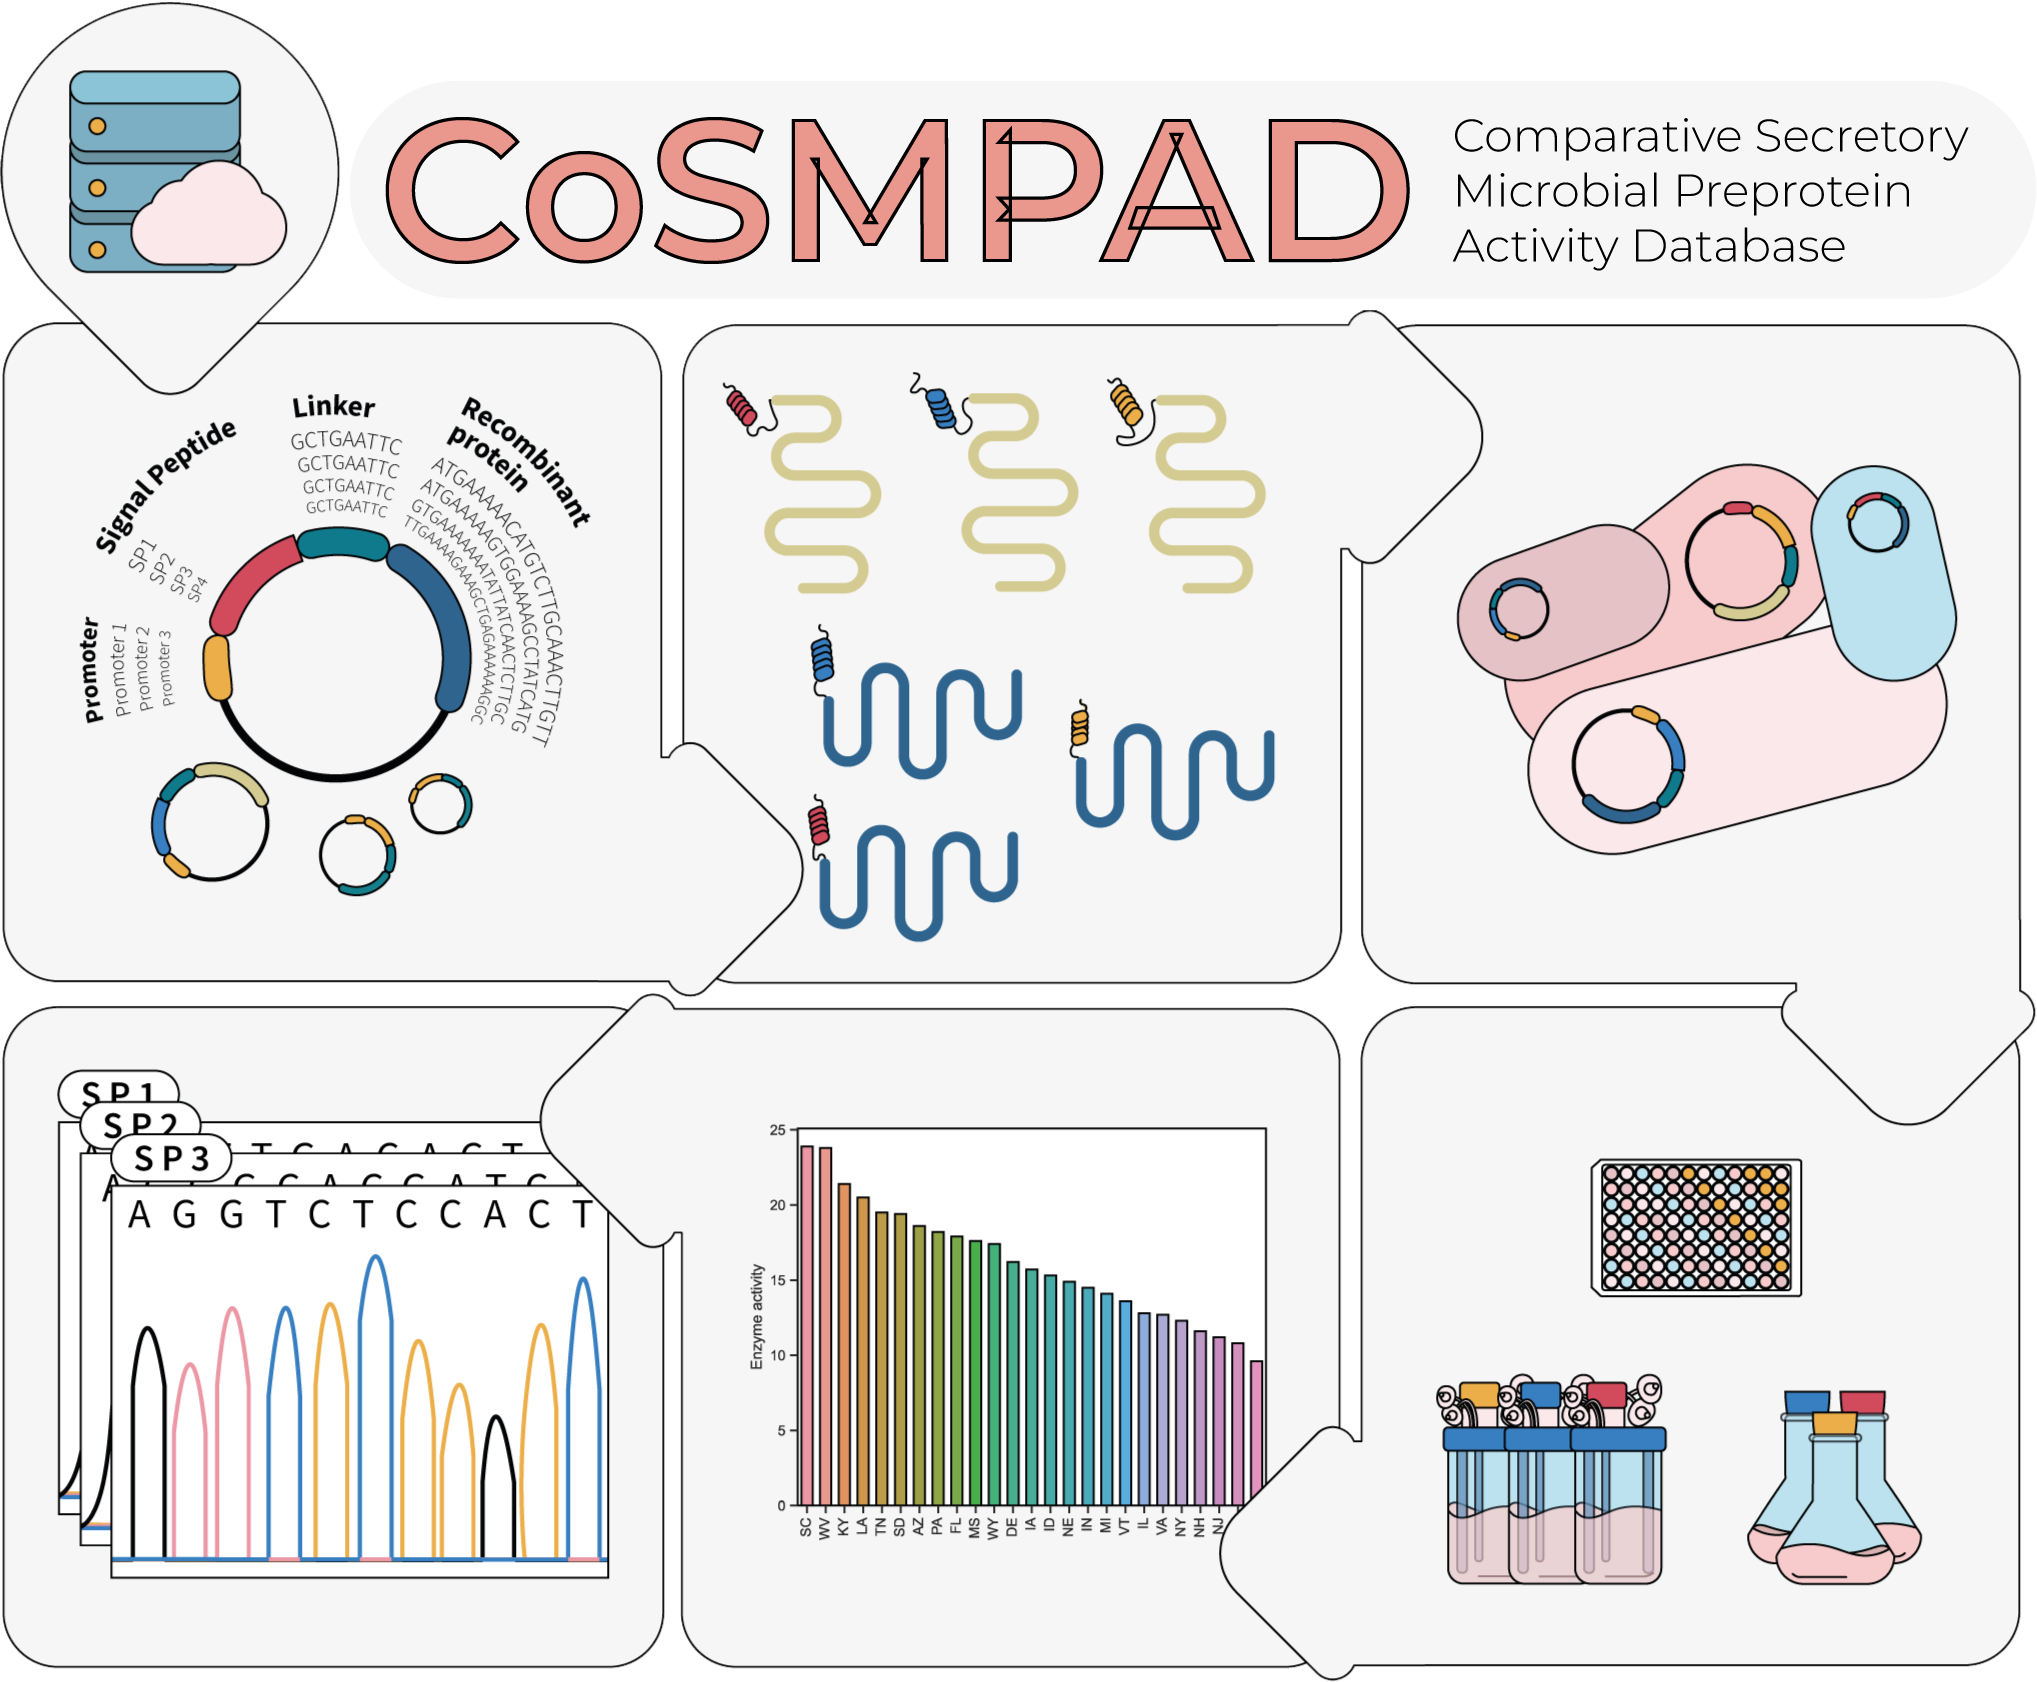 CoSMPAD
Comparative Secretory
Microbial Preprotein
Activity Database
Signal Peptide
SP1
SP2
SP3
SP4
Promoter
Promoter 1
Promoter 2
Promoter 3
Linker
GCTGAATTC
GCTGAATTC
GCTGAATTC
GCTGAATTC
Recombinant
protein
SP1
SP2
SP3
AGGTCTCCACT
25
20
15
10
5
0
Enzyme activity
SC
WV
KY
LA
TN
SD
AZ
PA
FL
MS
WY
DE
IA
ID
NE
IN
MI
VT
IL
VA
NY
NH
NJ